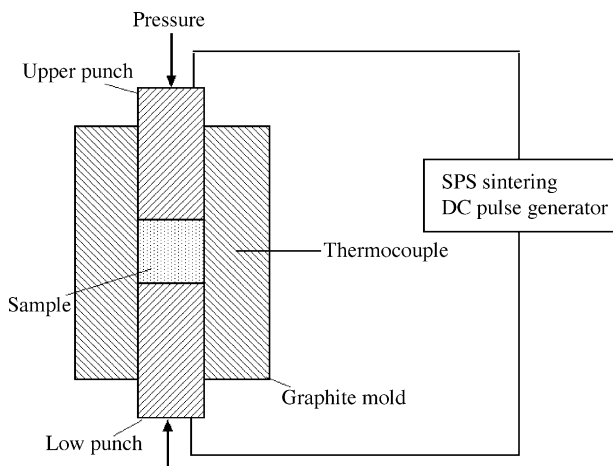 Pressure
Upper punch
SPS sintering
DC pulse generator
Thermocouple
Sample
Graphite mold
Low punch